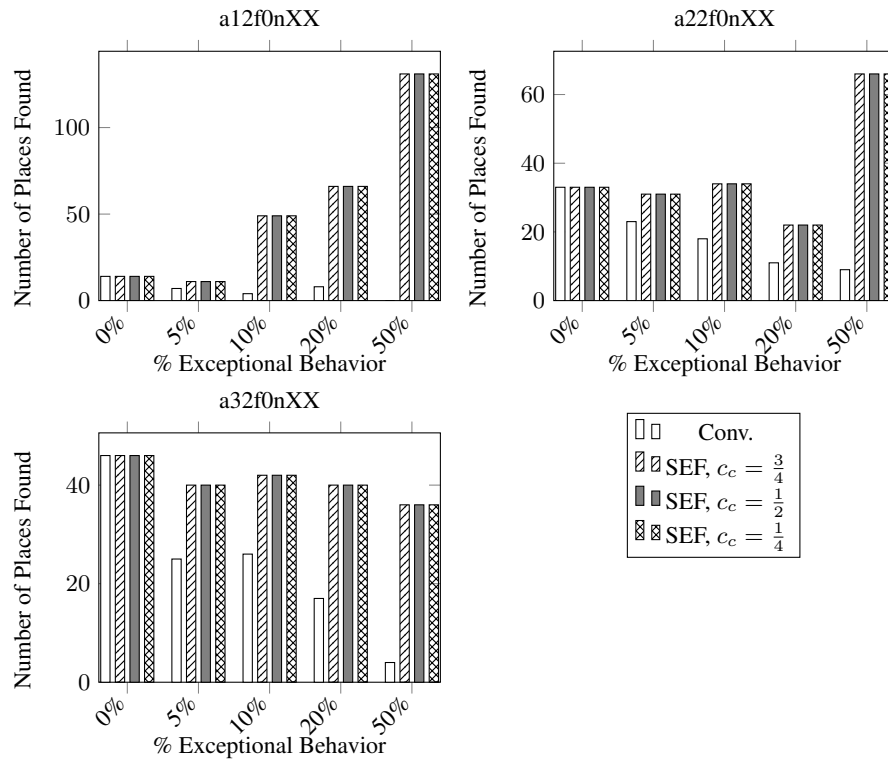 a12f0nXX
Number of Places Found
100
50
0
0%
5%
10%
20%
50%
% Exceptional Behavior
a22f0nXX
Number of Places Found
60
40
20
0
0%
5%
10%
20%
50%
% Exceptional Behavior
a32f0nXX
Number of Places Found
40
20
0
0%
5%
10%
20%
50%
% Exceptional Behavior
Conv.
SEF, c_c = 3/4
SEF, c_c = 1/2
SEF, c_c = 1/4